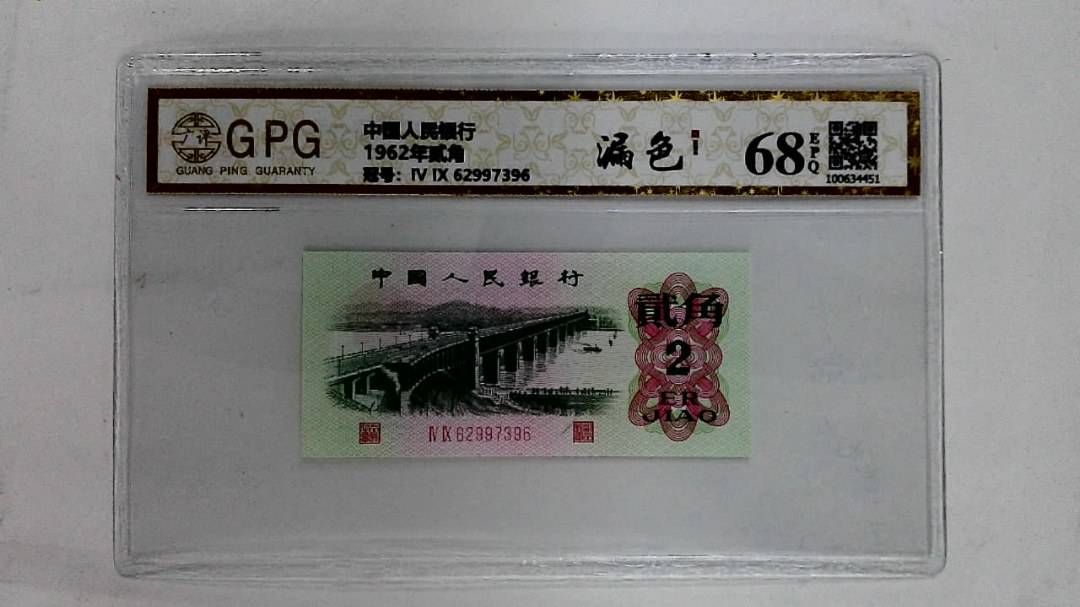 GPG
GUANG PING GUARANTY
中國人民銀行
1962年贰角
冠号：Ⅳ Ⅸ 62997396
漏色
68
EPQ
100634451
中國人民銀行
貳角
2
ER
JIAO
Ⅳ Ⅸ 62997396